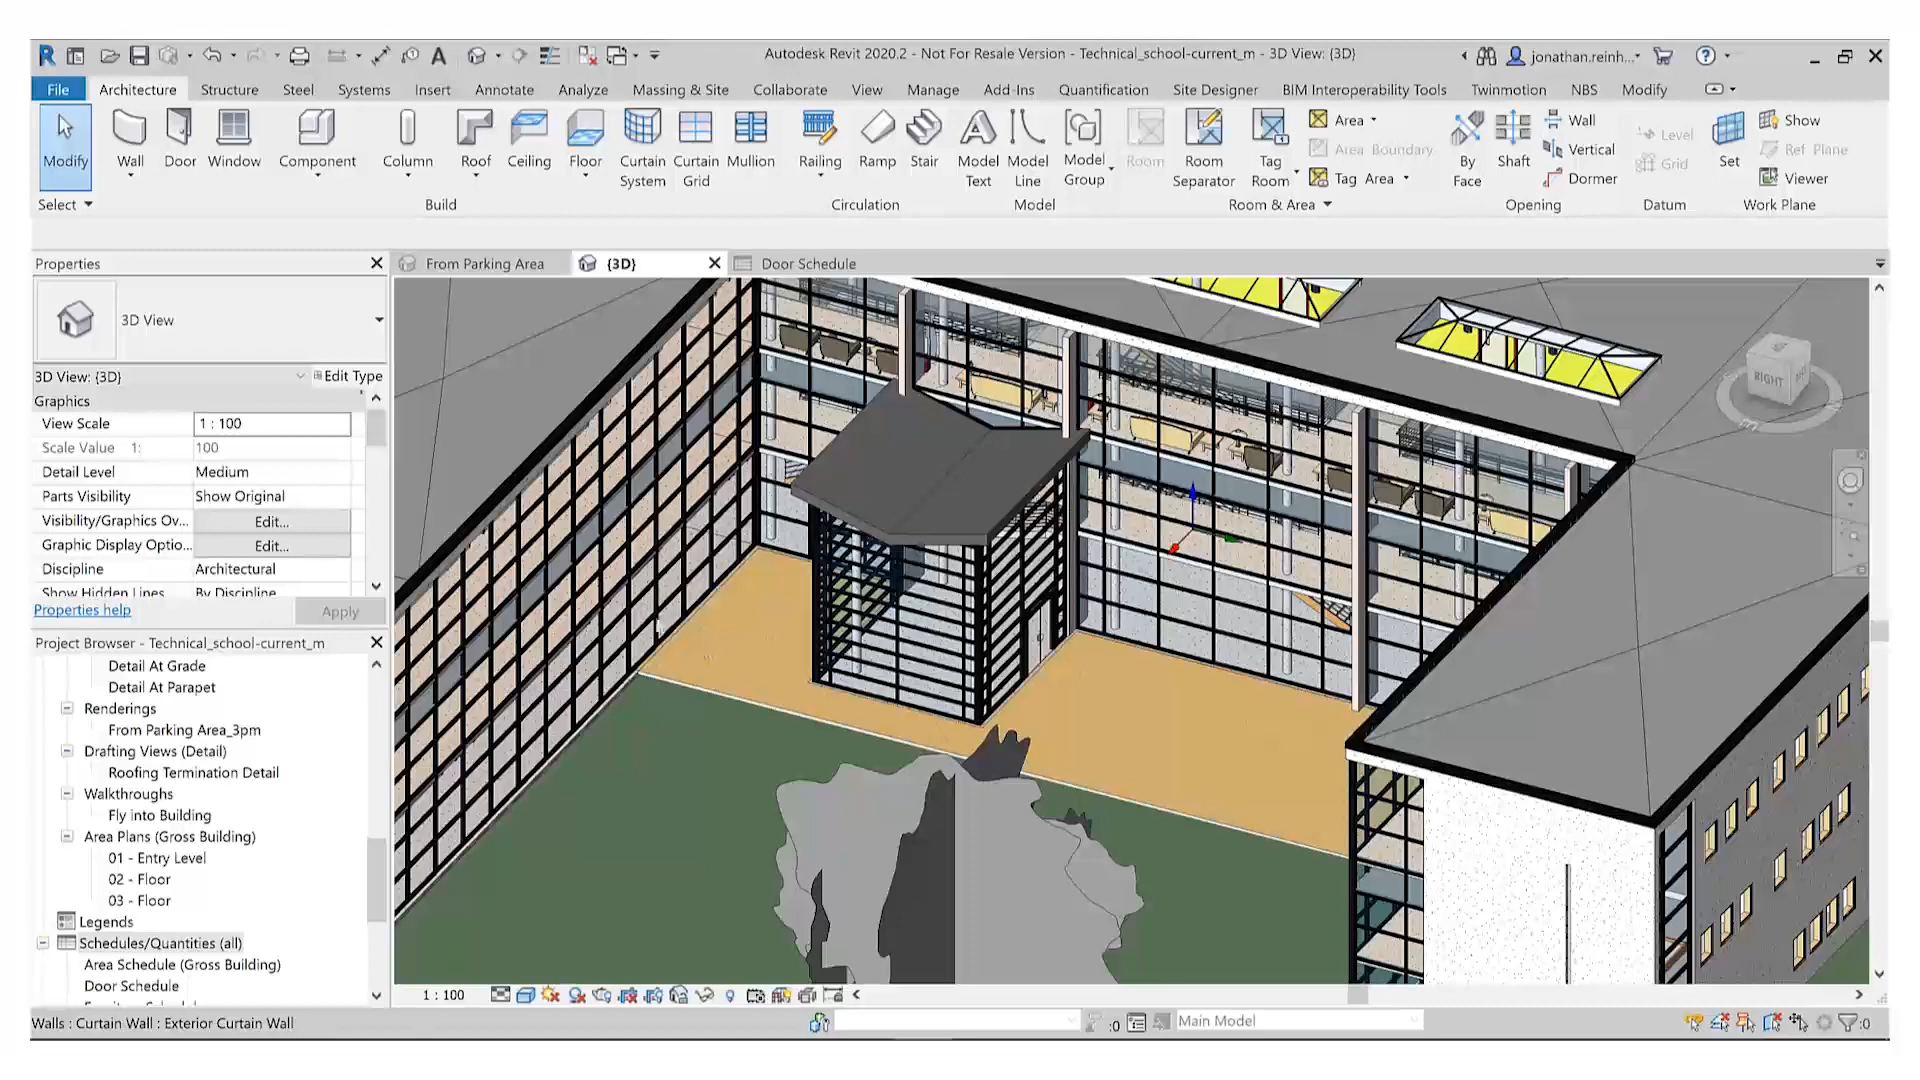 Autodesk Revit 2020.2 - Not For Resale Version - Technical_school-current_m - 3D View: {3D}
jonathan.reinh...
File Architecture Structure Steel Systems Insert Annotate Analyze Massing & Site Collaborate View Manage Add-Ins Quantification Site Designer BIM Interoperability Tools Twinmotion NBS Modify
Modify
Wall
Door
Window
Component
Column
Roof
Ceiling
Floor
Curtain System
Curtain Grid
Mullion
Railing
Ramp
Stair
Model Text
Model Line
Model Group
Room
Room Separator
Tag Room
Area
Area Boundary
Tag Area
By Face
Shaft
Wall
Vertical
Dormer
Level
Grid
Set
Show
Ref Plane
Viewer
Select Build Circulation Model Room & Area Opening Datum Work Plane
Properties
From Parking Area {3D} Door Schedule
3D View
3D View: {3D} Edit Type
Graphics
View Scale 1 : 100
Scale Value 1: 100
Detail Level Medium
Parts Visibility Show Original
Visibility/Graphics Ov... Edit...
Graphic Display Optio... Edit...
Discipline Architectural
Show Hidden Lines By Discipline
Properties help Apply
RIGHT
Project Browser - Technical_school-current_m
Detail At Grade
Detail At Parapet
Renderings
From Parking Area_3pm
Drafting Views (Detail)
Roofing Termination Detail
Walkthroughs
Fly into Building
Area Plans (Gross Building)
01 - Entry Level
02 - Floor
03 - Floor
Legends
Schedules/Quantities (all)
Area Schedule (Gross Building)
Door Schedule
1 : 100
Walls : Curtain Wall : Exterior Curtain Wall :0 Main Model :0